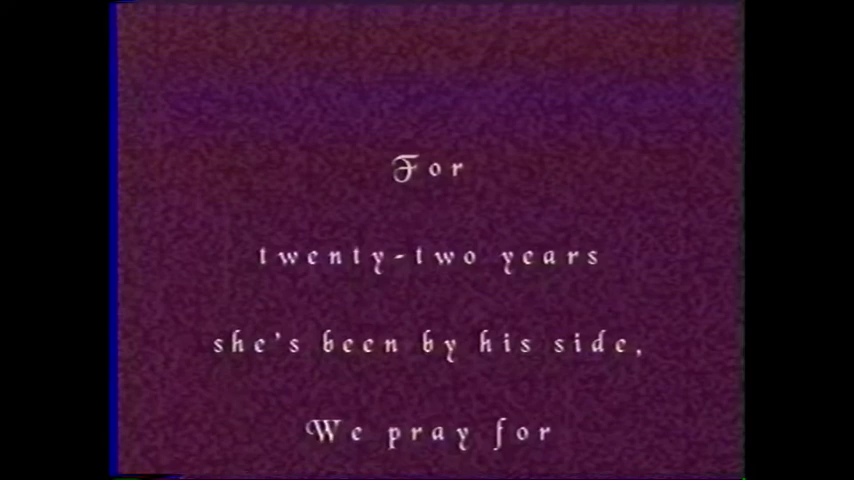 For
twenty-two years
she's been by his side,
We pray for